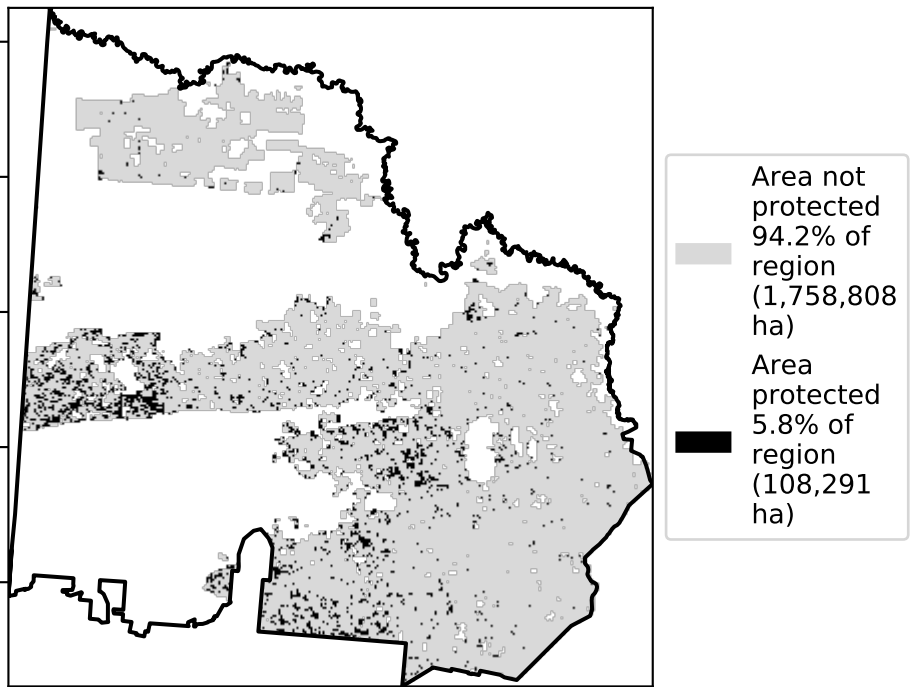 Area not
protected
94.2% of
region
(1,758,808
ha)
Area
protected
5.8% of
region
(108,291
ha)